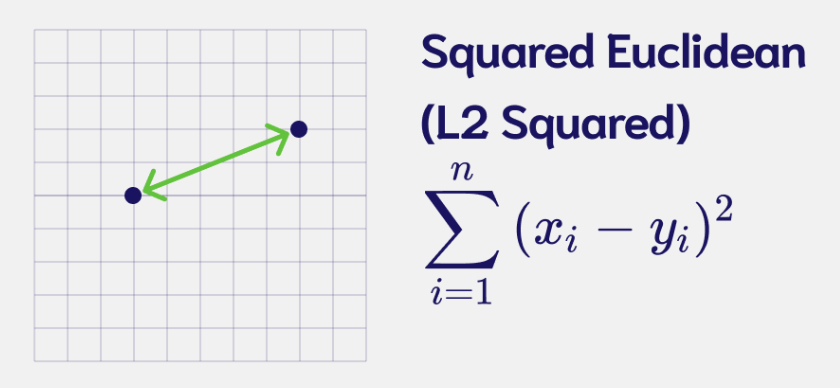 Squared Euclidean
(L2 Squared)
n
∑ (xᵢ − yᵢ)²
i=1